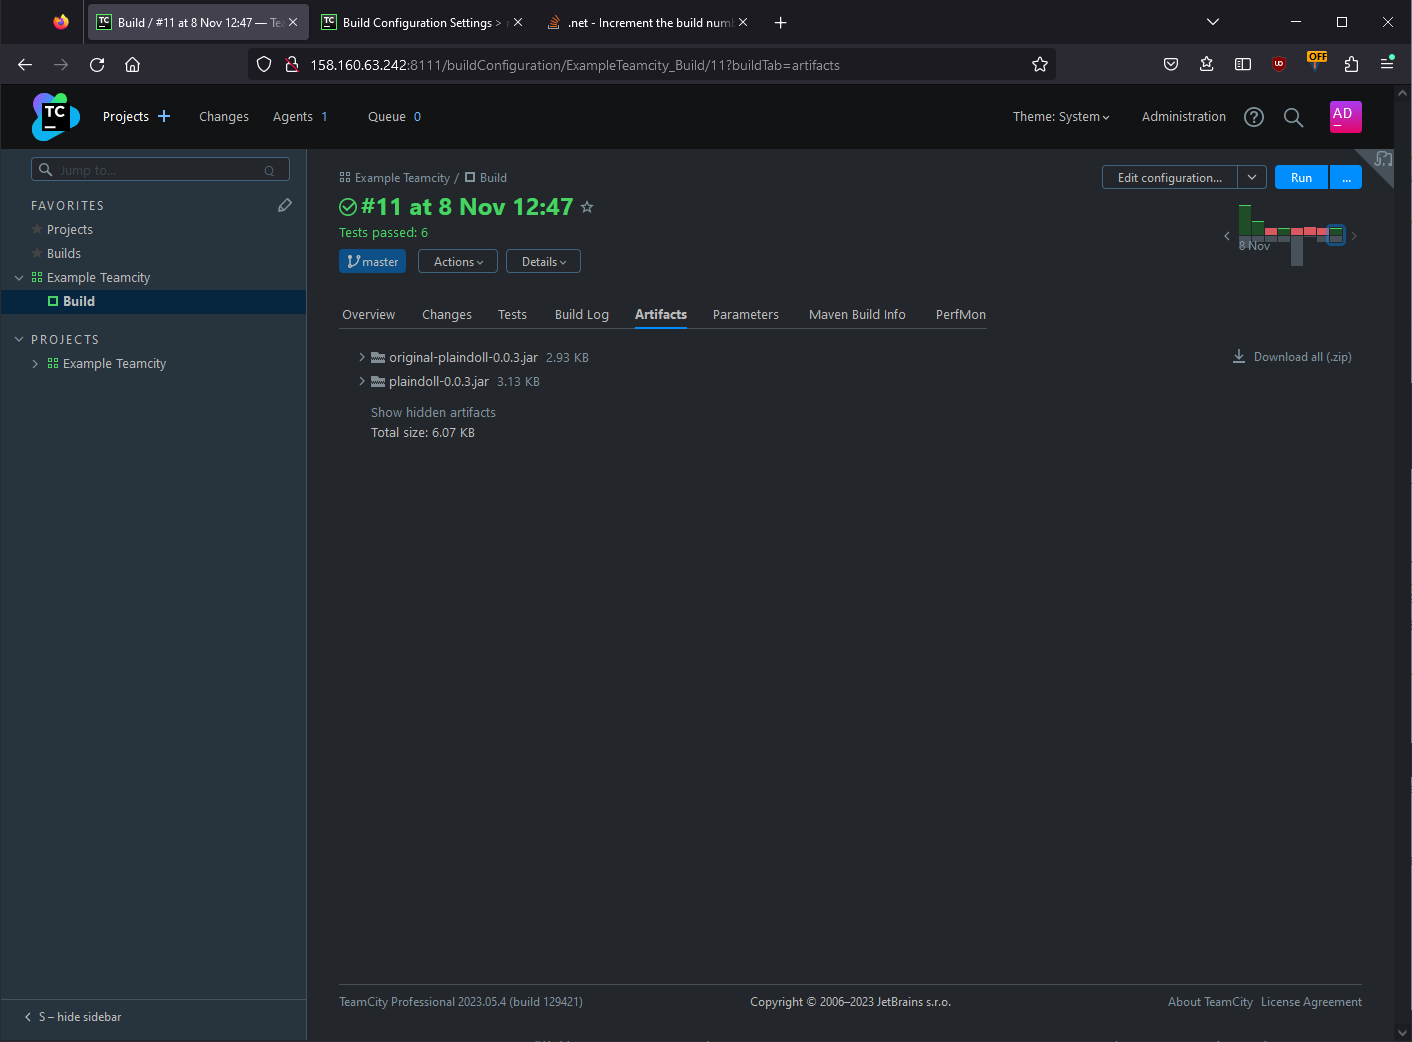 Build / #11 at 8 Nov 12:47 — Te
Build Configuration Settings >
.net - Increment the build num
158.160.63.242:8111/buildConfiguration/ExampleTeamcity_Build/11?buildTab=artifacts
OFF
TC
Projects
Changes
Agents 1
Queue 0
Theme: System
Administration
AD
Jump to...
Q
FAVORITES
Projects
Builds
Example Teamcity
Build
PROJECTS
Example Teamcity
Example Teamcity / Build
Edit configuration...
Run
...
#11 at 8 Nov 12:47
Tests passed: 6
8 Nov
master
Actions
Details
Overview
Changes
Tests
Build Log
Artifacts
Parameters
Maven Build Info
PerfMon
original-plaindoll-0.0.3.jar 2.93 KB
Download all (.zip)
plaindoll-0.0.3.jar 3.13 KB
Show hidden artifacts
Total size: 6.07 KB
TeamCity Professional 2023.05.4 (build 129421)
Copyright © 2006–2023 JetBrains s.r.o.
About TeamCity License Agreement
S – hide sidebar